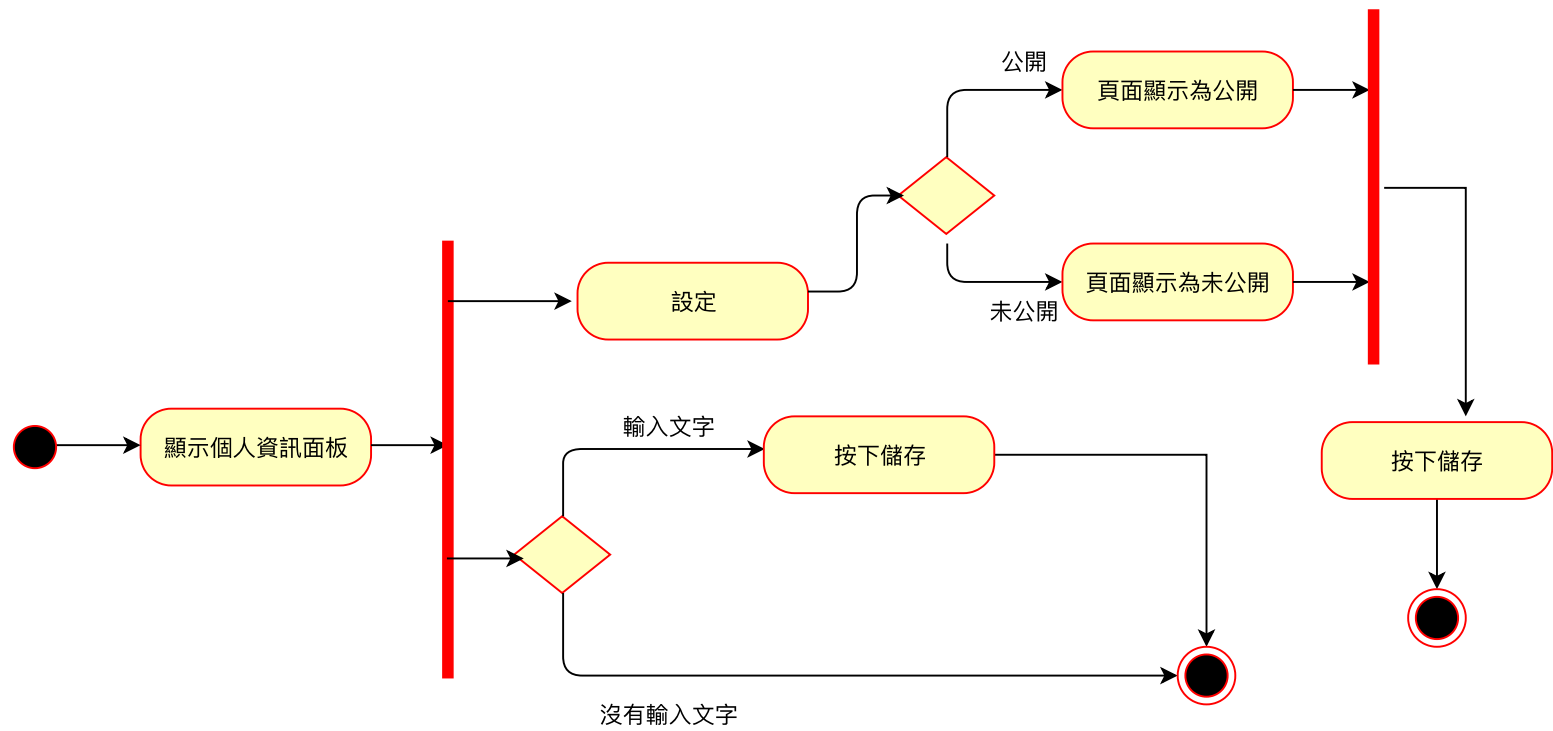 公開
頁面顯示為公開
頁面顯示為未公開
未公開
設定
顯示個人資訊面板
輸入文字
按下儲存
按下儲存
沒有輸入文字